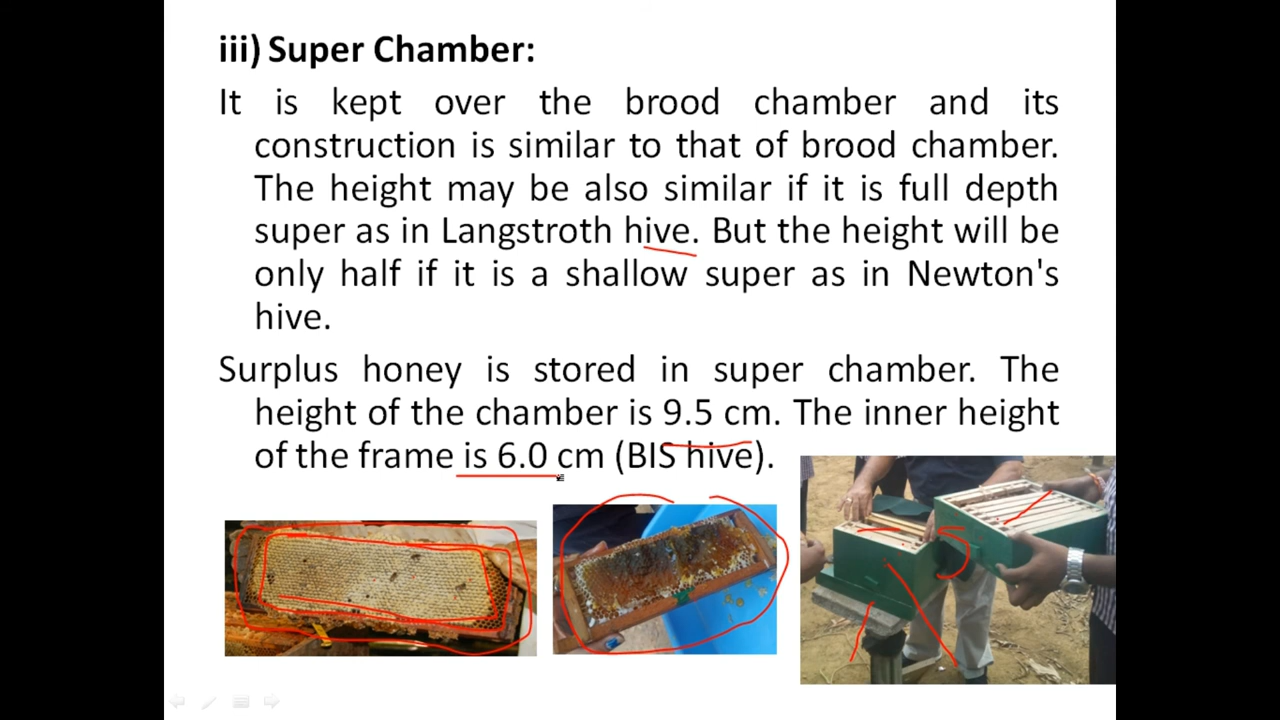 iii) Super Chamber:
It is kept over the brood chamber and its
construction is similar to that of brood chamber.
The height may be also similar if it is full depth
super as in Langstroth hive. But the height will be
only half if it is a shallow super as in Newton's
hive.
Surplus honey is stored in super chamber. The
height of the chamber is 9.5 cm. The inner height
of the frame is 6.0 cm (BIS hive).